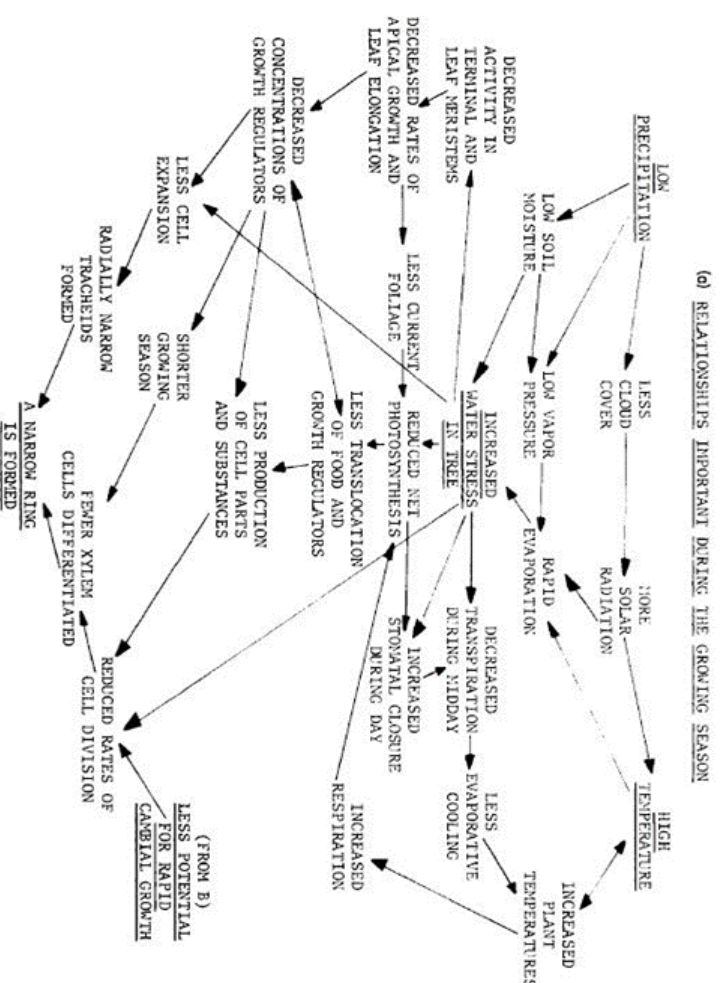 (a) RELATIONSHIPS IMPORTANT DURING THE GROWING SEASON
LOW
PRECIPITATION
LESS
CLOUD
COVER
MORE
SOLAR
RADIATION
HIGH
TEMPERATURE
LOW SOIL
MOISTURE
LOW VAPOR
PRESSURE
RAPID
EVAPORATION
INCREASED
PLANT
TEMPERATURES
DECREASED
ACTIVITY IN
TERMINAL AND
LEAF MERISTEMS
INCREASED
WATER STRESS
IN TREE
DECREASED
TRANSPIRATION
DURING MIDDAY
LESS
EVAPORATIVE
COOLING
DECREASED RATES OF
APICAL GROWTH AND
LEAF ELONGATION
LESS CURRENT
FOLIAGE
REDUCED NET
PHOTOSYNTHESIS
INCREASED
STOMATAL CLOSURE
DURING DAY
INCREASED
RESPIRATION
DECREASED
CONCENTRATIONS OF
GROWTH REGULATORS
LESS TRANSLOCATION
OF FOOD AND
GROWTH REGULATORS
LESS PRODUCTION
OF CELL PARTS
AND SUBSTANCES
LESS CELL
EXPANSION
SHORTER
GROWING
SEASON
(FROM B)
LESS POTENTIAL
FOR RAPID
CAMBIAL GROWTH
RADIALLY NARROW
TRACHEIDS
FORMED
FEWER XYLEM
CELLS DIFFERENTIATED
REDUCED RATES OF
CELL DIVISION
A NARROW RING
IS FORMED